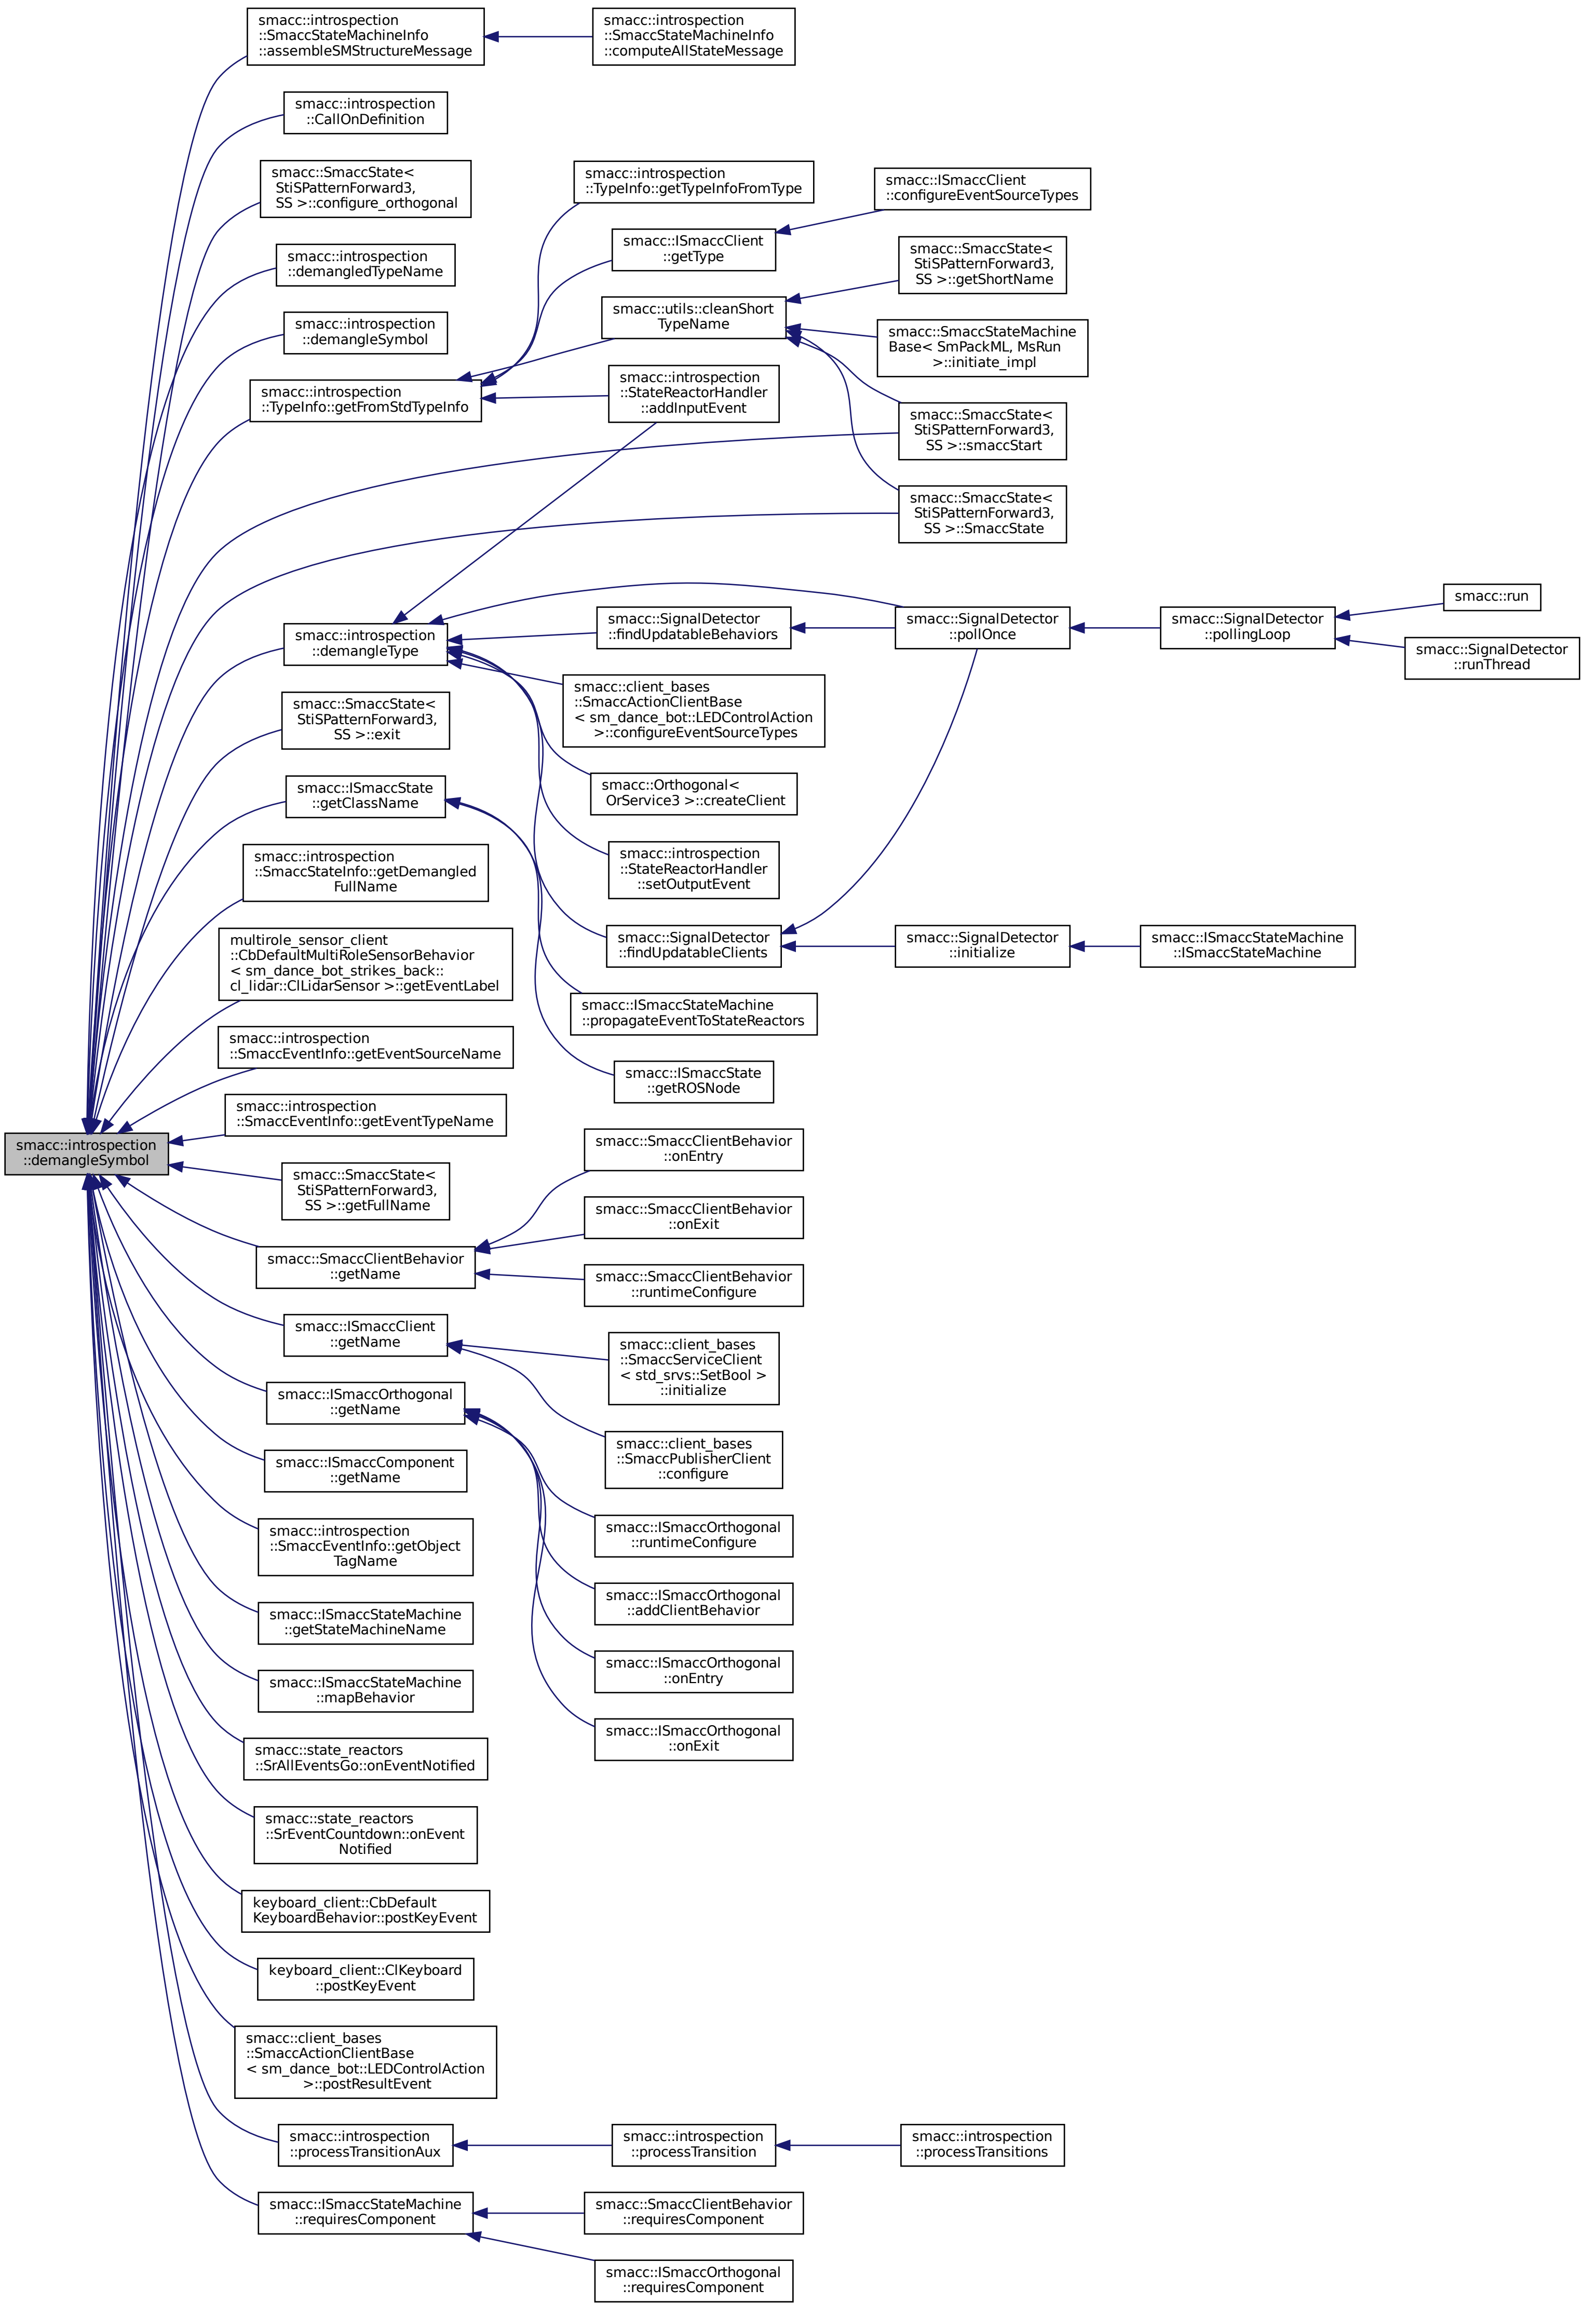 smacc::introspection
::SmaccStateMachineInfo
::assembleSMStructureMessage
smacc::introspection
::SmaccStateMachineInfo
::computeAllStateMessage
smacc::introspection
::CallOnDefinition
smacc::SmaccState<
StiSPatternForward3,
SS >::configure_orthogonal
smacc::introspection
::TypeInfo::getTypeInfoFromType
smacc::ISmaccClient
::configureEventSourceTypes
smacc::introspection
::demangledTypeName
smacc::ISmaccClient
::getType
smacc::SmaccState<
StiSPatternForward3,
SS >::getShortName
smacc::introspection
::demangleSymbol
smacc::utils::cleanShort
TypeName
smacc::SmaccStateMachine
Base< SmPackML, MsRun
>::initiate_impl
smacc::introspection
::TypeInfo::getFromStdTypeInfo
smacc::introspection
::StateReactorHandler
::addInputEvent
smacc::SmaccState<
StiSPatternForward3,
SS >::smaccStart
smacc::SmaccState<
StiSPatternForward3,
SS >::SmaccState
smacc::introspection
::demangleType
smacc::SignalDetector
::findUpdatableBehaviors
smacc::SignalDetector
::pollOnce
smacc::SignalDetector
::pollingLoop
smacc::run
smacc::SignalDetector
::runThread
smacc::client_bases
::SmaccActionClientBase
< sm_dance_bot::LEDControlAction
>::configureEventSourceTypes
smacc::SmaccState<
StiSPatternForward3,
SS >::exit
smacc::Orthogonal<
OrService3 >::createClient
smacc::ISmaccState
::getClassName
smacc::introspection
::StateReactorHandler
::setOutputEvent
smacc::introspection
::SmaccStateInfo::getDemangled
FullName
smacc::SignalDetector
::findUpdatableClients
smacc::SignalDetector
::initialize
smacc::ISmaccStateMachine
::ISmaccStateMachine
multirole_sensor_client
::CbDefaultMultiRoleSensorBehavior
< sm_dance_bot_strikes_back::
cl_lidar::ClLidarSensor >::getEventLabel
smacc::ISmaccStateMachine
::propagateEventToStateReactors
smacc::introspection
::SmaccEventInfo::getEventSourceName
smacc::ISmaccState
::getROSNode
smacc::introspection
::SmaccEventInfo::getEventTypeName
smacc::introspection
::demangleSymbol
smacc::SmaccClientBehavior
::onEntry
smacc::SmaccState<
StiSPatternForward3,
SS >::getFullName
smacc::SmaccClientBehavior
::onExit
smacc::SmaccClientBehavior
::getName
smacc::SmaccClientBehavior
::runtimeConfigure
smacc::ISmaccClient
::getName
smacc::client_bases
::SmaccServiceClient
< std_srvs::SetBool >
::initialize
smacc::ISmaccOrthogonal
::getName
smacc::client_bases
::SmaccPublisherClient
::configure
smacc::ISmaccComponent
::getName
smacc::ISmaccOrthogonal
::runtimeConfigure
smacc::introspection
::SmaccEventInfo::getObject
TagName
smacc::ISmaccOrthogonal
::addClientBehavior
smacc::ISmaccStateMachine
::getStateMachineName
smacc::ISmaccOrthogonal
::onEntry
smacc::ISmaccStateMachine
::mapBehavior
smacc::ISmaccOrthogonal
::onExit
smacc::state_reactors
::SrAllEventsGo::onEventNotified
smacc::state_reactors
::SrEventCountdown::onEvent
Notified
keyboard_client::CbDefault
KeyboardBehavior::postKeyEvent
keyboard_client::ClKeyboard
::postKeyEvent
smacc::client_bases
::SmaccActionClientBase
< sm_dance_bot::LEDControlAction
>::postResultEvent
smacc::introspection
::processTransitionAux
smacc::introspection
::processTransition
smacc::introspection
::processTransitions
smacc::ISmaccStateMachine
::requiresComponent
smacc::SmaccClientBehavior
::requiresComponent
smacc::ISmaccOrthogonal
::requiresComponent